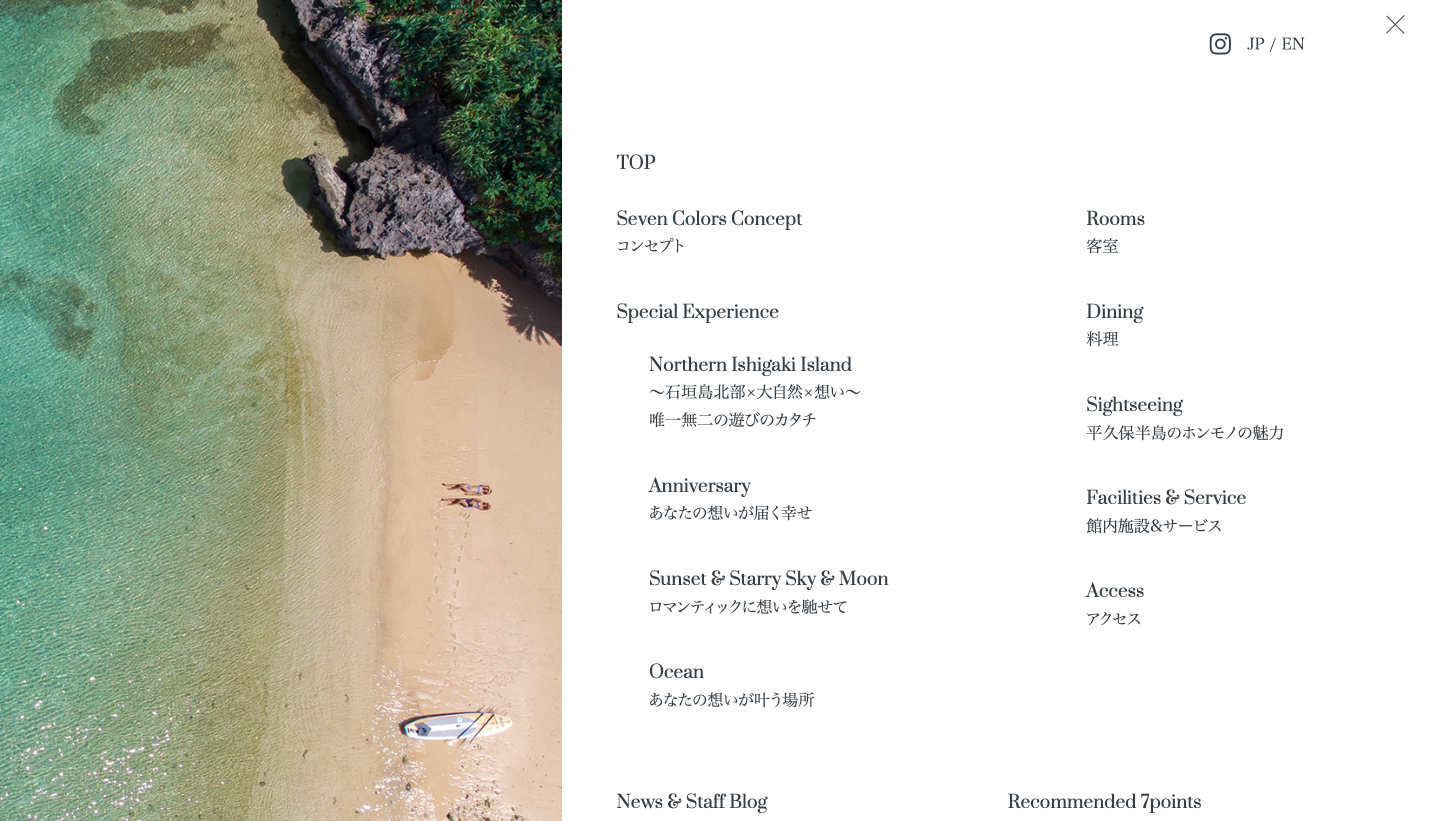 JP / EN
TOP
Seven Colors Concept
コンセプト
Special Experience
Northern Ishigaki Island
〜石垣島北部×大自然×想い〜
唯一無二の遊びのカタチ
Anniversary
あなたの想いが届く幸せ
Sunset & Starry Sky & Moon
ロマンティックに想いを馳せて
Ocean
あなたの想いが叶う場所
Rooms
客室
Dining
料理
Sightseeing
平久保半島のホンモノの魅力
Facilities & Service
館内施設&サービス
Access
アクセス
News & Staff Blog
Recommended 7points